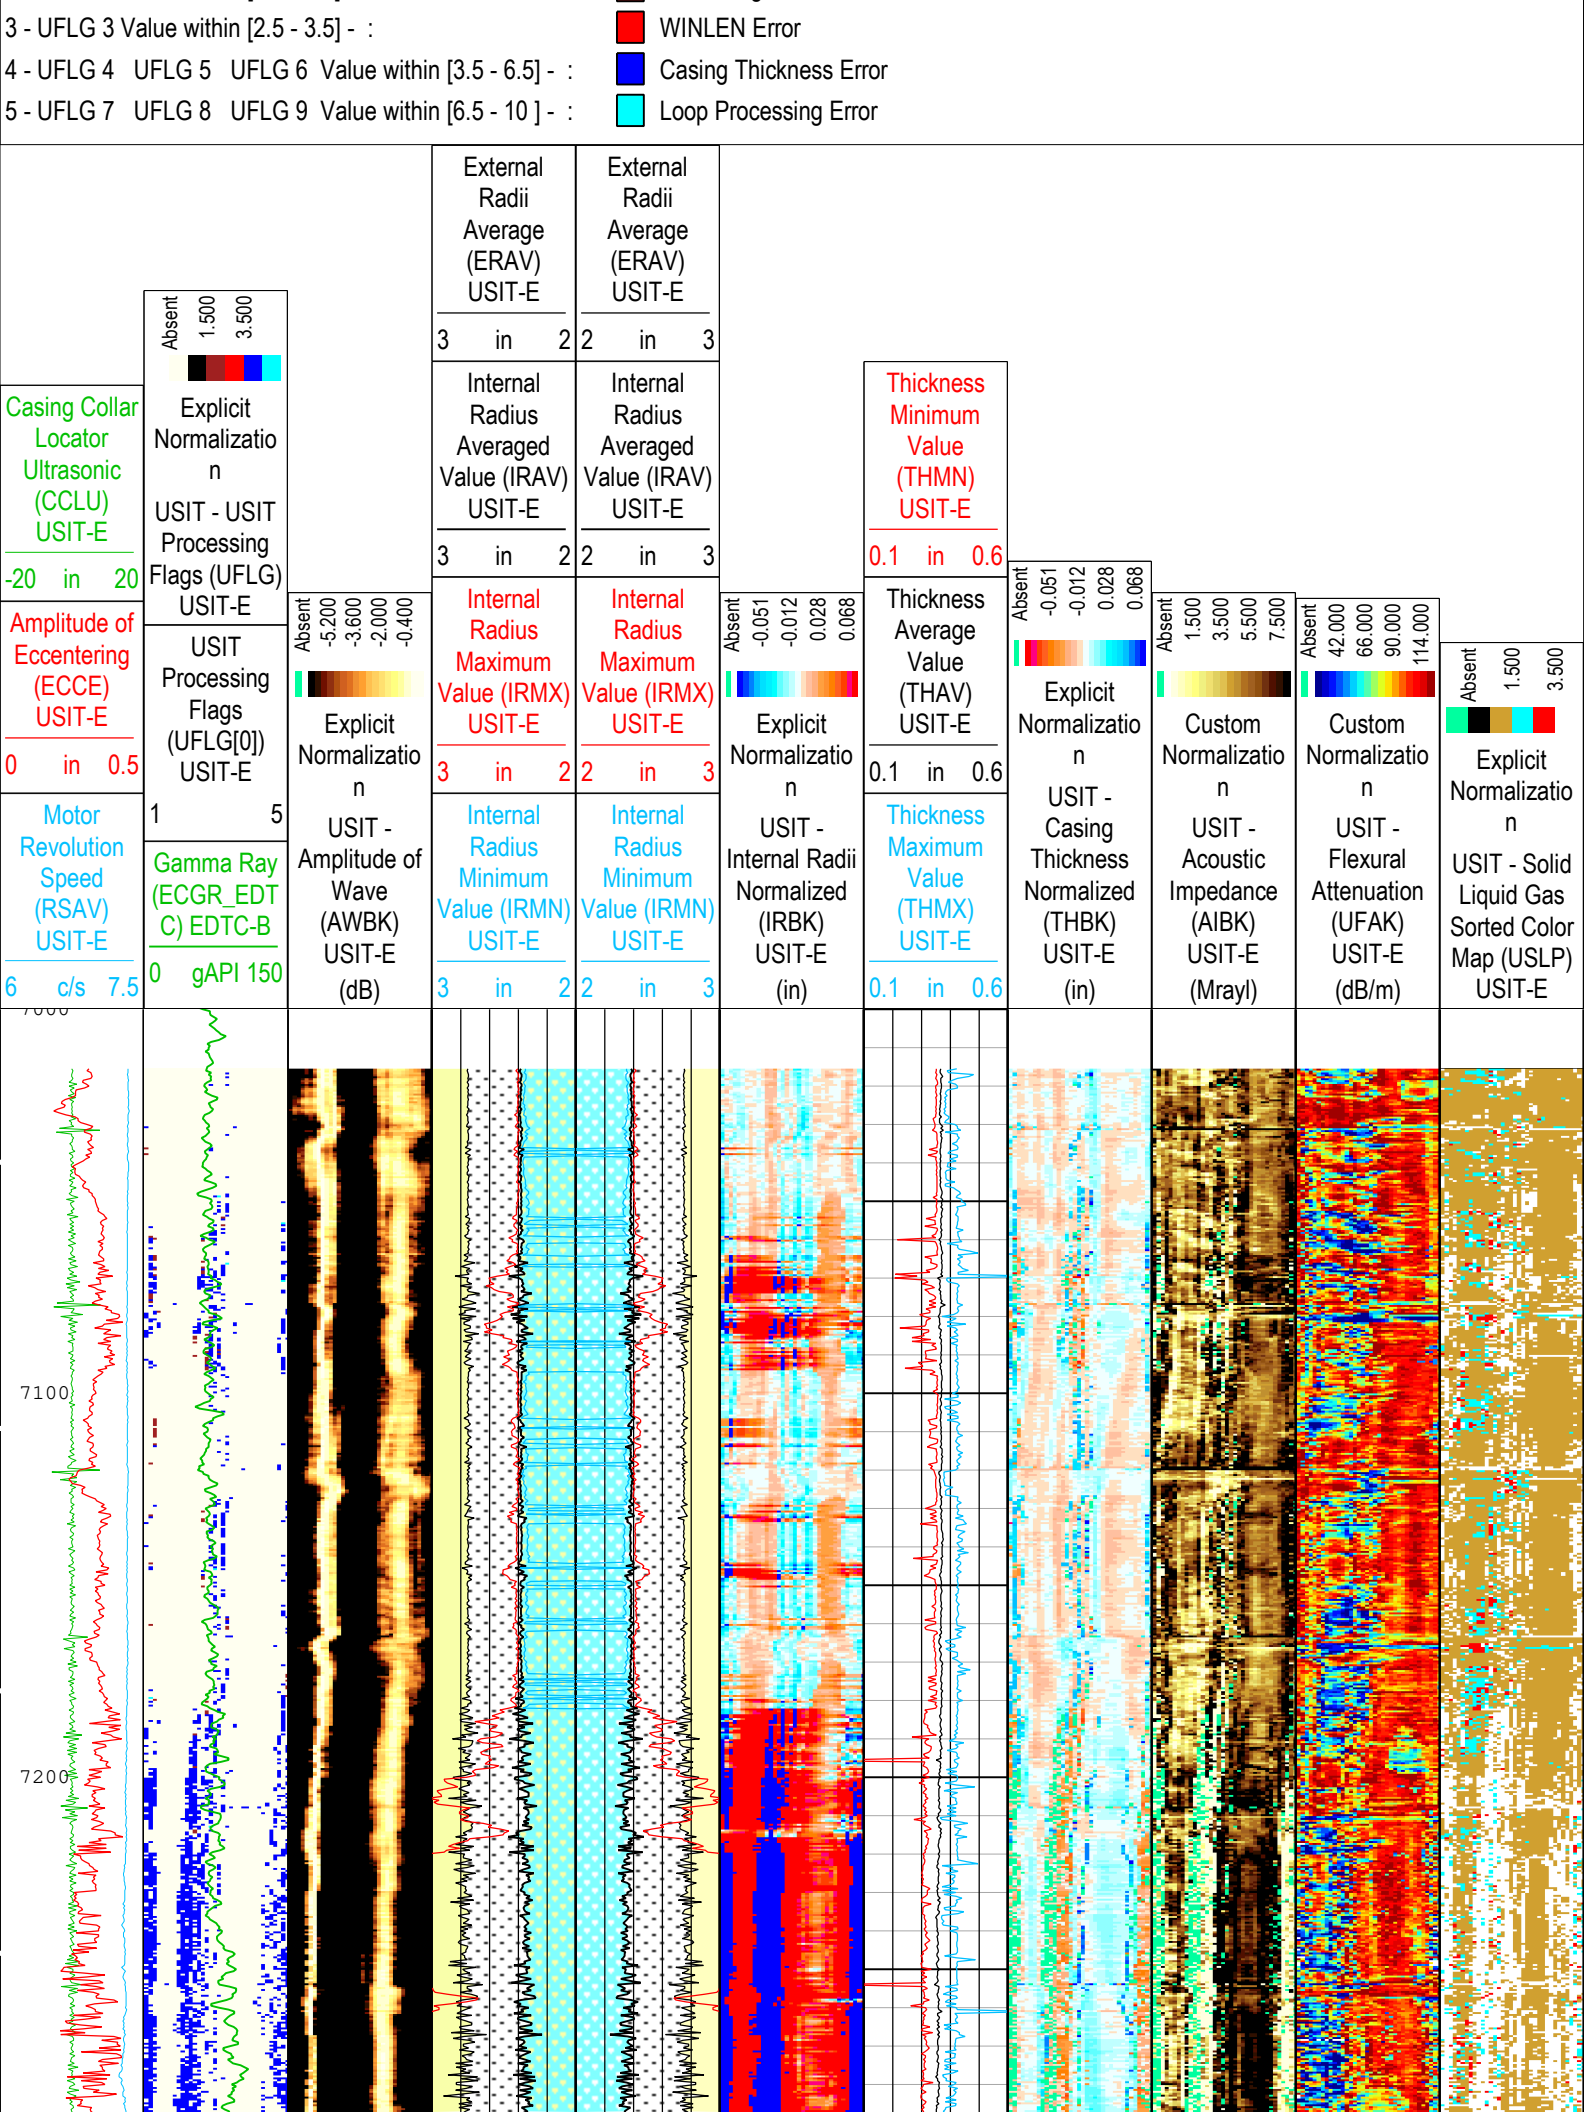 3 - UFLG 3 Value within [2.5 - 3.5] - :
WINLEN Error
4 - UFLG 4 UFLG 5 UFLG 6 Value within [3.5 - 6.5] - :
Casing Thickness Error
5 - UFLG 7 UFLG 8 UFLG 9 Value within [6.5 - 10 ] - :
Loop Processing Error
Casing Collar
Locator
Ultrasonic
(CCLU)
USIT-E
-20 in 20
Amplitude of
Eccentering
(ECCE)
USIT-E
0 in 0.5
Motor
Revolution
Speed
(RSAV)
USIT-E
6 c/s 7.5
Absent
1.500
3.500
Explicit
Normalizatio
n
USIT - USIT
Processing
Flags (UFLG)
USIT-E
USIT
Processing
Flags
(UFLG[0])
USIT-E
1 5
Gamma Ray
(ECGR_EDT
C) EDTC-B
0 gAPI 150
Absent
-5.200
-3.600
-2.000
-0.400
Explicit
Normalizatio
n
USIT -
Amplitude of
Wave
(AWBK)
USIT-E
(dB)
External
Radii
Average
(ERAV)
USIT-E
3 in 2
Internal
Radius
Averaged
Value (IRAV)
USIT-E
3 in 2
Internal
Radius
Maximum
Value (IRMX)
USIT-E
3 in 2
Internal
Radius
Minimum
Value (IRMN)
USIT-E
3 in 2
External
Radii
Average
(ERAV)
USIT-E
2 in 3
Internal
Radius
Averaged
Value (IRAV)
USIT-E
2 in 3
Internal
Radius
Maximum
Value (IRMX)
USIT-E
2 in 3
Internal
Radius
Minimum
Value (IRMN)
USIT-E
2 in 3
Absent
-0.051
-0.012
0.028
0.068
Explicit
Normalizatio
n
USIT -
Internal Radii
Normalized
(IRBK)
USIT-E
(in)
Thickness
Minimum
Value
(THMN)
USIT-E
0.1 in 0.6
Thickness
Average
Value
(THAV)
USIT-E
0.1 in 0.6
Thickness
Maximum
Value
(THMX)
USIT-E
0.1 in 0.6
Absent
-0.051
-0.012
0.028
0.068
Explicit
Normalizatio
n
USIT -
Casing
Thickness
Normalized
(THBK)
USIT-E
(in)
Absent
1.500
3.500
5.500
7.500
Custom
Normalizatio
n
USIT -
Acoustic
Impedance
(AIBK)
USIT-E
(Mrayl)
Absent
42.000
66.000
90.000
114.000
Custom
Normalizatio
n
USIT -
Flexural
Attenuation
(UFAK)
USIT-E
(dB/m)
Absent
1.500
3.500
Explicit
Normalizatio
n
USIT - Solid
Liquid Gas
Sorted Color
Map (USLP)
USIT-E
7000
7100
7200